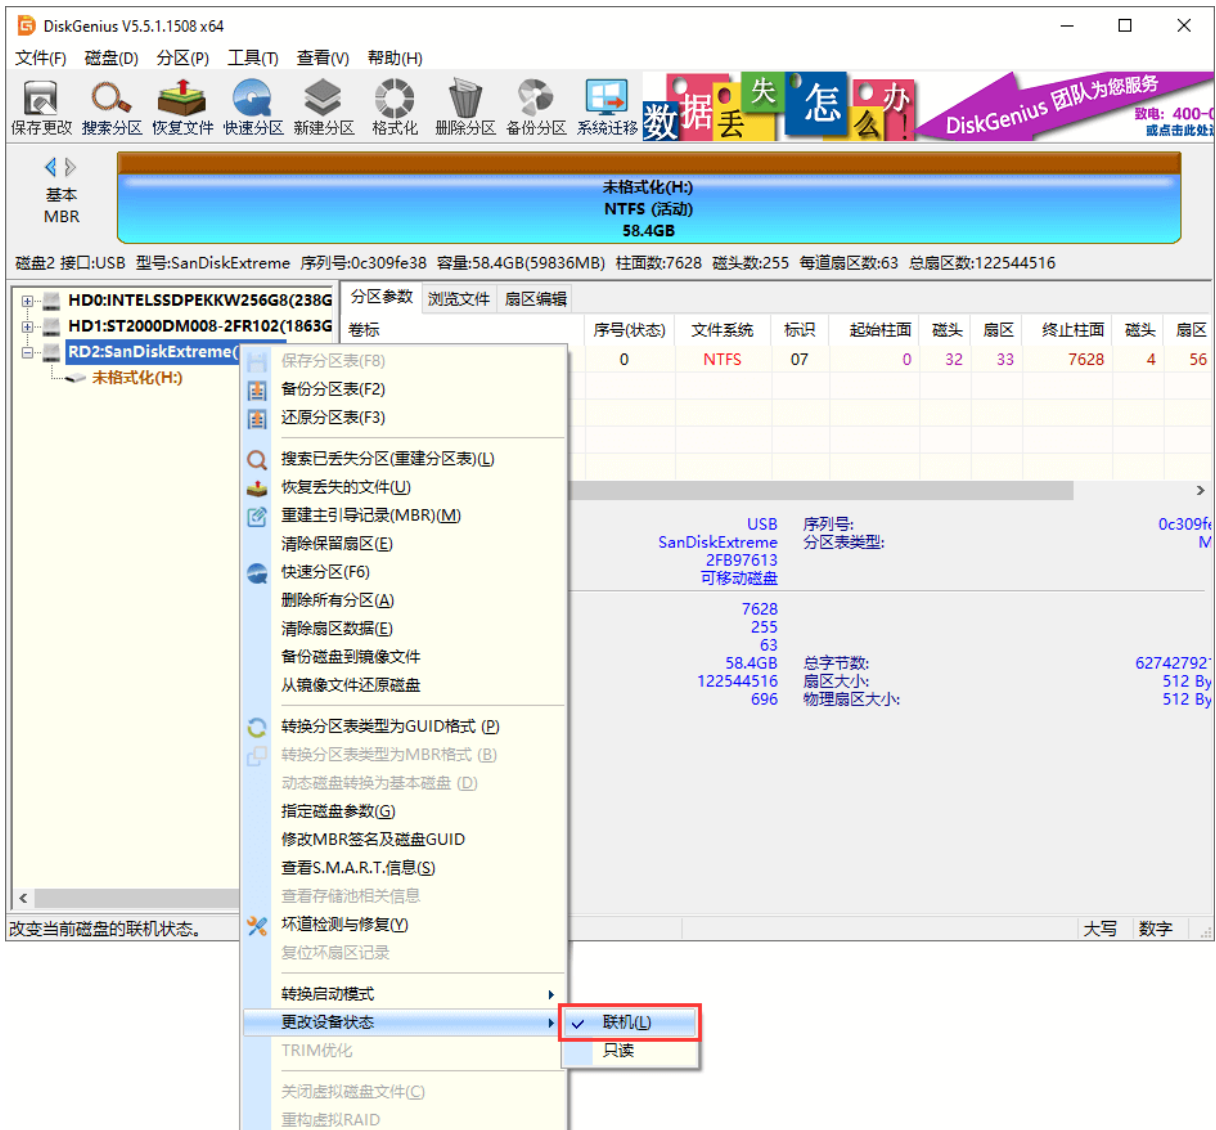 DiskGenius V5.5.1.1508 x64
文件(F) 磁盘(D) 分区(P) 工具(T) 查看(V) 帮助(H)
保存更改 搜索分区 恢复文件 快速分区 新建分区 格式化 删除分区 备份分区 系统迁移
数据丢失怎么办!
DiskGenius 团队为您服务
致电: 400-0
或点击此处
基本
MBR
未格式化(H:)
NTFS (活动)
58.4GB
磁盘2 接口:USB 型号:SanDiskExtreme 序列号:0c309fe38 容量:58.4GB(59836MB) 柱面数:7628 磁头数:255 每道扇区数:63 总扇区数:122544516
HD0:INTELSSDPEKKW256G8(238G
HD1:ST2000DM008-2FR102(1863G
RD2:SanDiskExtreme(
未格式化(H:)
分区参数 浏览文件 扇区编辑
卷标 序号(状态) 文件系统 标识 起始柱面 磁头 扇区 终止柱面 磁头 扇区
0 NTFS 07 0 32 33 7628 4 56
保存分区表(F8)
备份分区表(F2)
还原分区表(F3)
搜索已丢失分区(重建分区表)(L)
恢复丢失的文件(U)
重建主引导记录(MBR)(M)
清除保留扇区(E)
快速分区(F6)
删除所有分区(A)
清除扇区数据(E)
备份磁盘到镜像文件
从镜像文件还原磁盘
转换分区表类型为GUID格式 (P)
转换分区表类型为MBR格式 (B)
动态磁盘转换为基本磁盘 (D)
指定磁盘参数(G)
修改MBR签名及磁盘GUID
查看S.M.A.R.T.信息(S)
查看存储池相关信息
坏道检测与修复(Y)
复位坏扇区记录
转换启动模式
更改设备状态
TRIM优化
关闭虚拟磁盘文件(C)
重构虚拟RAID
联机(L)
只读
USB 序列号: 0c309fe
SanDiskExtreme 分区表类型: M
2FB97613
可移动磁盘
7628
255
63
58.4GB 总字节数: 627427921
122544516 扇区大小: 512 By
696 物理扇区大小: 512 By
改变当前磁盘的联机状态。
大写 数字